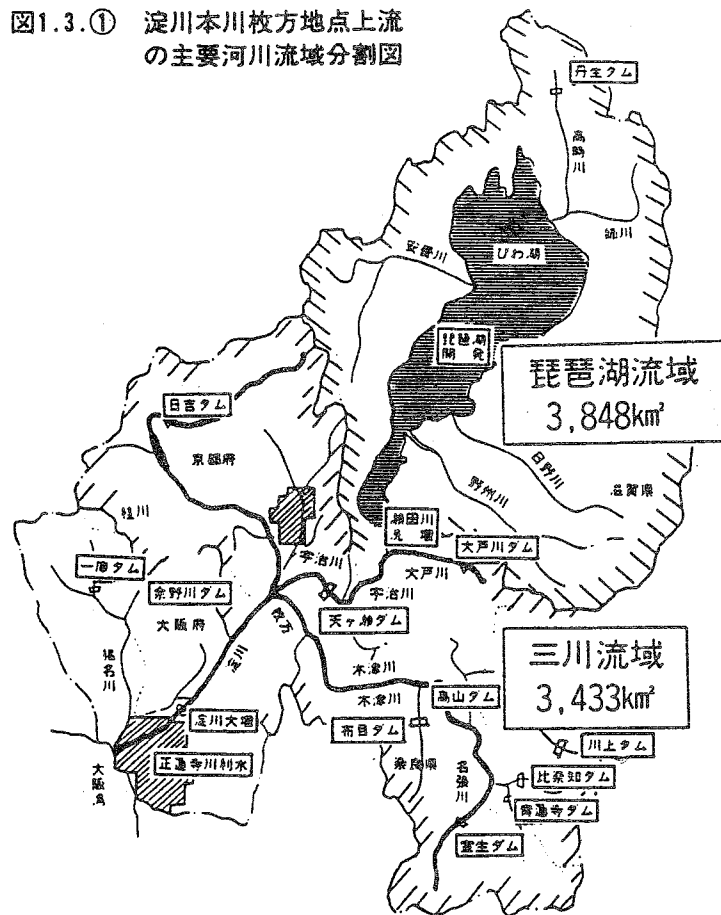 図1.3.① 淀川本川枚方地点上流
の主要河川流域分割図
丹生ダム
高時川
姉川
安曇川
びわ湖
琵琶湖
開発
琵琶湖流域
3,848km²
日吉ダム
京都府
日野川
野州川
滋賀県
桂川
瀬田川
洗堰
大戸川ダム
宇治川
大戸川
宇治川
一庫ダム
余野川ダム
天ヶ瀬ダム
大阪府
枚方
淀川
猪名川
木津川
木津川
三川流域
3,433km²
高山ダム
淀川大堰
布目ダム
川上ダム
正蓮寺川利水
奈良県
名張川
比奈知ダム
青蓮寺ダム
室生ダム